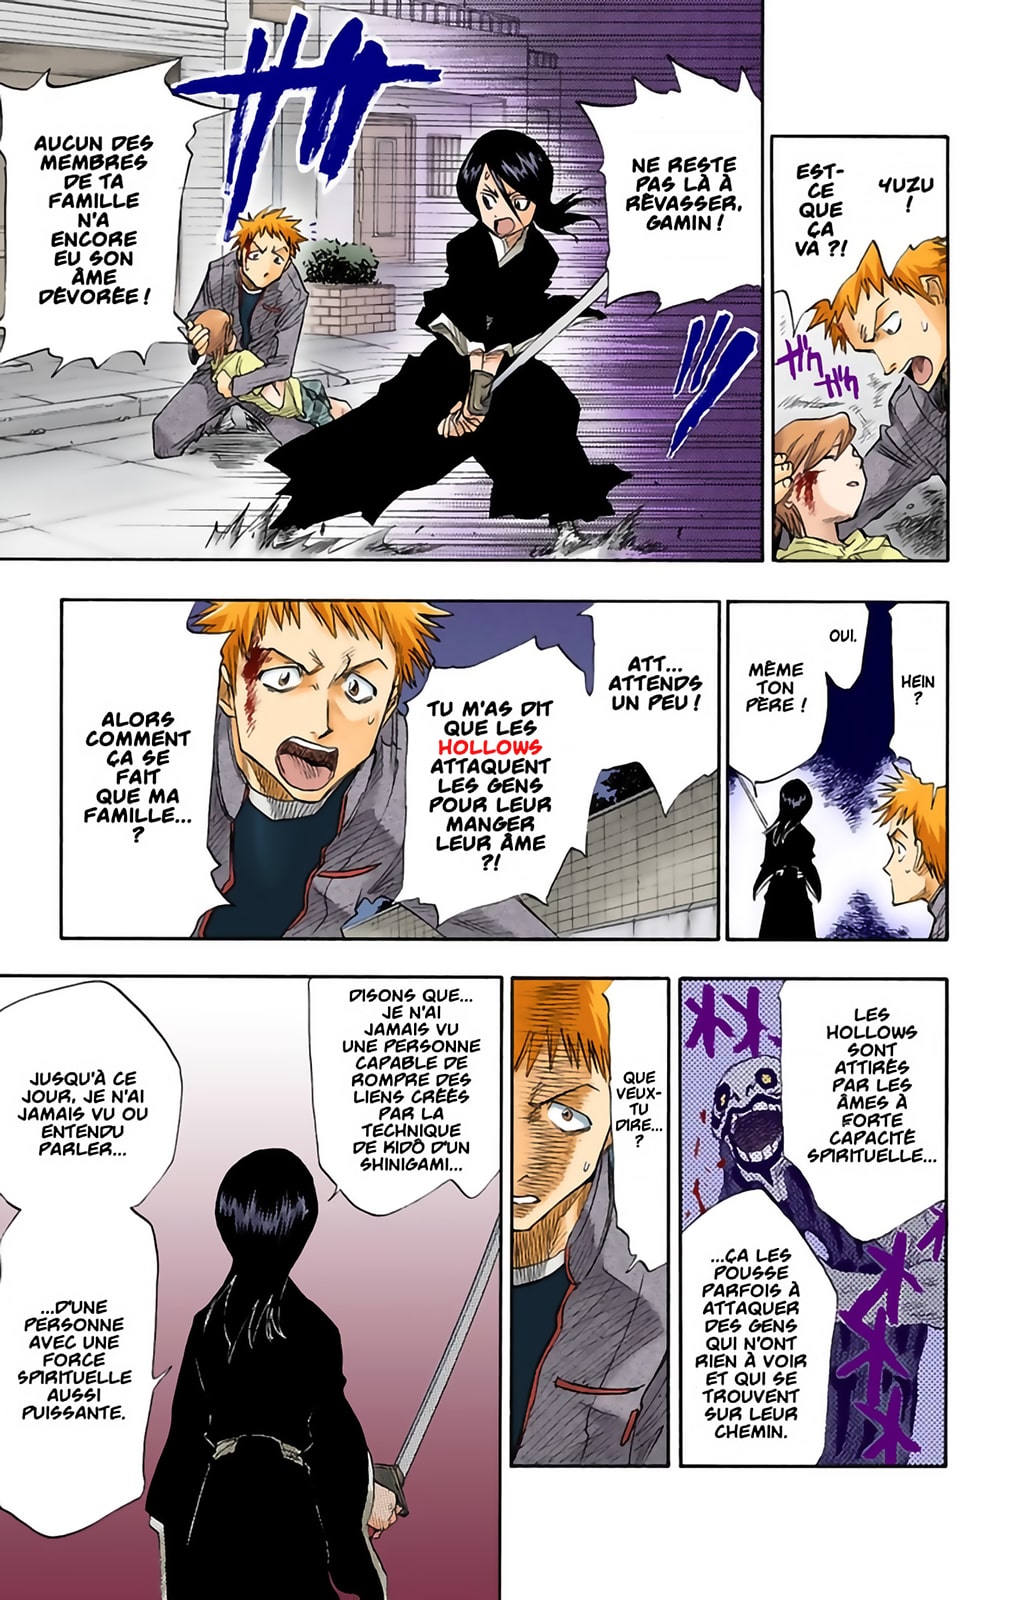 YUZU
!
EST-
CE
QUE
ÇA
VA ?!
ガク
ガク
NE RESTE
PAS LÀ À
RÊVASSER,
GAMIN !
AUCUN DES
MEMBRES
DE TA
FAMILLE
N'A
ENCORE
EU SON
ÂME
DÉVORÉE !
HEIN
?
OUI.
MÊME
TON
PÈRE !
ATT...
ATTENDS
UN PEU !
TU M'AS DIT
QUE LES
HOLLOWS
ATTAQUENT
LES GENS
POUR LEUR
MANGER
LEUR ÂME
?!
ALORS
COMMENT
ÇA SE
FAIT
QUE MA
FAMILLE...
?
LES
HOLLOWS
SONT
ATTIRÉS
PAR LES
ÂMES À
FORTE
CAPACITÉ
SPIRITUELLE...
...ÇA LES
POUSSE
PARFOIS À
ATTAQUER
DES GENS
QUI N'ONT
RIEN À VOIR
ET QUI SE
TROUVENT
SUR LEUR
CHEMIN.
QUE
VEUX-
TU
DIRE...
?
DISONS QUE...
JE N'AI
JAMAIS VU
UNE PERSONNE
CAPABLE DE
ROMPRE DES
LIENS CRÉÉS
PAR LA
TECHNIQUE
DE KIDÔ D'UN
SHINIGAMI...
JUSQU'À CE
JOUR, JE N'AI
JAMAIS VU OU
ENTENDU
PARLER...
...D'UNE
PERSONNE
AVEC UNE
FORCE
SPIRITUELLE
AUSSI
PUISSANTE.